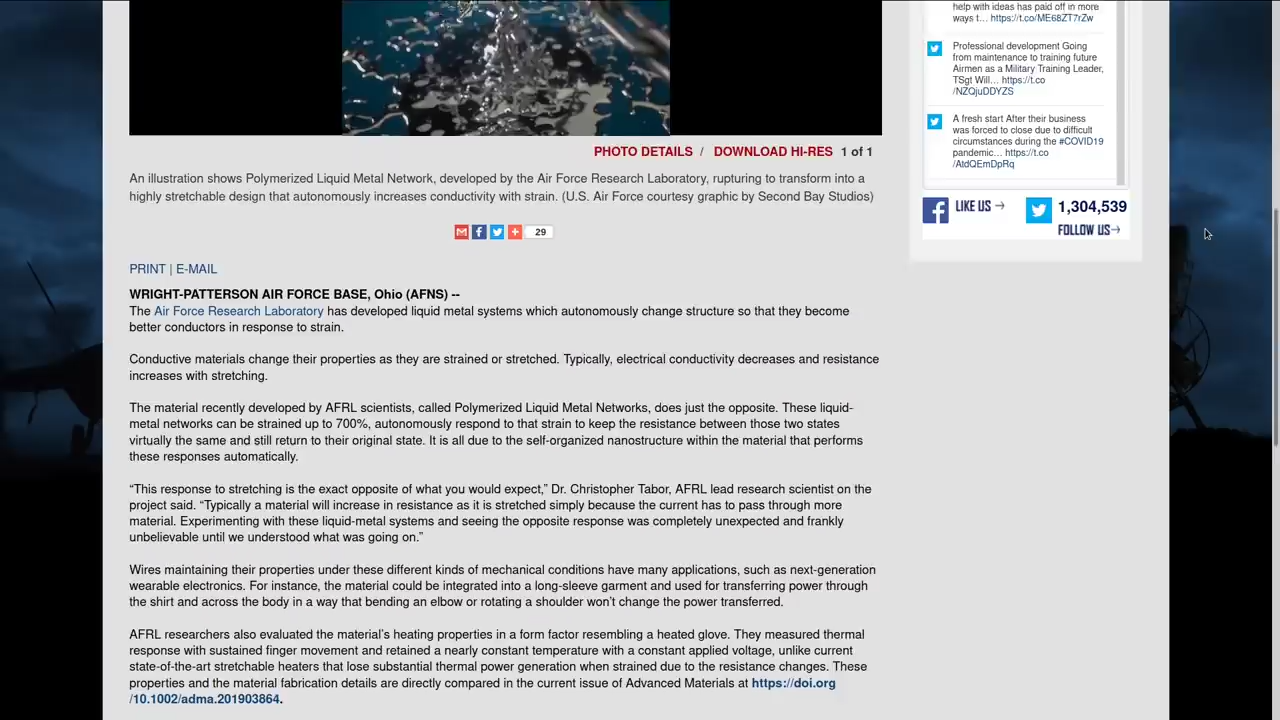 help with ideas has paid off in more
ways t… https://t.co/ME68ZT7rZw
Professional development Going
from maintenance to training future
Airmen as a Military Training Leader,
TSgt Will… https://t.co
/NZQjuDDYZS
A fresh start After their business
was forced to close due to difficult
circumstances during the #COVID19
pandemic… https://t.co
/AtdQEmDpRq
LIKE US →
1,304,539
FOLLOW US→
PHOTO DETAILS / DOWNLOAD HI-RES 1 of 1
An illustration shows Polymerized Liquid Metal Network, developed by the Air Force Research Laboratory, rupturing to transform into a
highly stretchable design that autonomously increases conductivity with strain. (U.S. Air Force courtesy graphic by Second Bay Studios)
29
PRINT | E-MAIL
WRIGHT-PATTERSON AIR FORCE BASE, Ohio (AFNS) --
The Air Force Research Laboratory has developed liquid metal systems which autonomously change structure so that they become
better conductors in response to strain.
Conductive materials change their properties as they are strained or stretched. Typically, electrical conductivity decreases and resistance
increases with stretching.
The material recently developed by AFRL scientists, called Polymerized Liquid Metal Networks, does just the opposite. These liquid-
metal networks can be strained up to 700%, autonomously respond to that strain to keep the resistance between those two states
virtually the same and still return to their original state. It is all due to the self-organized nanostructure within the material that performs
these responses automatically.
“This response to stretching is the exact opposite of what you would expect,” Dr. Christopher Tabor, AFRL lead research scientist on the
project said. “Typically a material will increase in resistance as it is stretched simply because the current has to pass through more
material. Experimenting with these liquid-metal systems and seeing the opposite response was completely unexpected and frankly
unbelievable until we understood what was going on.”
Wires maintaining their properties under these different kinds of mechanical conditions have many applications, such as next-generation
wearable electronics. For instance, the material could be integrated into a long-sleeve garment and used for transferring power through
the shirt and across the body in a way that bending an elbow or rotating a shoulder won’t change the power transferred.
AFRL researchers also evaluated the material’s heating properties in a form factor resembling a heated glove. They measured thermal
response with sustained finger movement and retained a nearly constant temperature with a constant applied voltage, unlike current
state-of-the-art stretchable heaters that lose substantial thermal power generation when strained due to the resistance changes. These
properties and the material fabrication details are directly compared in the current issue of Advanced Materials at https://doi.org
/10.1002/adma.201903864.